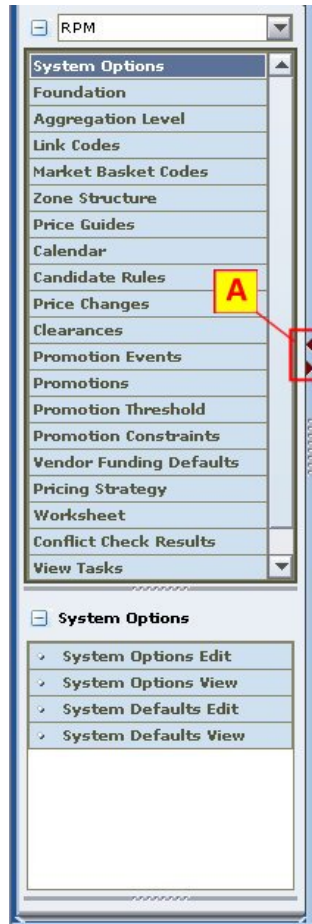 RPM
System Options
Foundation
Aggregation Level
Link Codes
Market Basket Codes
Zone Structure
Price Guides
Calendar
Candidate Rules
A
Price Changes
Clearances
Promotion Events
Promotions
Promotion Threshold
Promotion Constraints
Vendor Funding Defaults
Pricing Strategy
Worksheet
Conflict Check Results
View Tasks
System Options
System Options Edit
System Options View
System Defaults Edit
System Defaults View